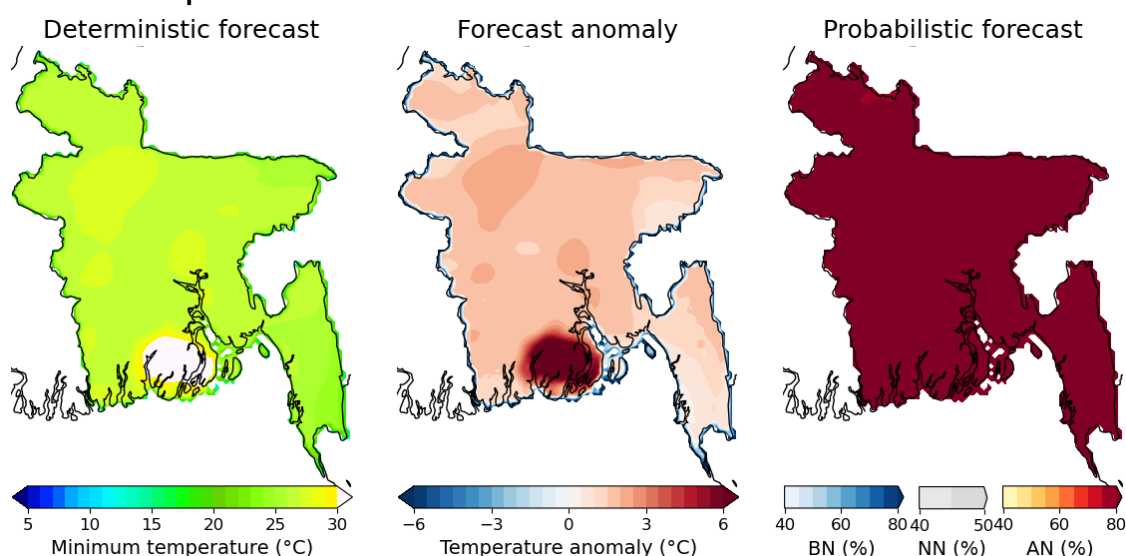 Deterministic forecast
Forecast anomaly
Probabilistic forecast
5 10 15 20 25 30
Minimum temperature (°C)
−6 −3 0 3 6
Temperature anomaly (°C)
40 60 80
BN (%)
40 50
NN (%)
40 60 80
AN (%)